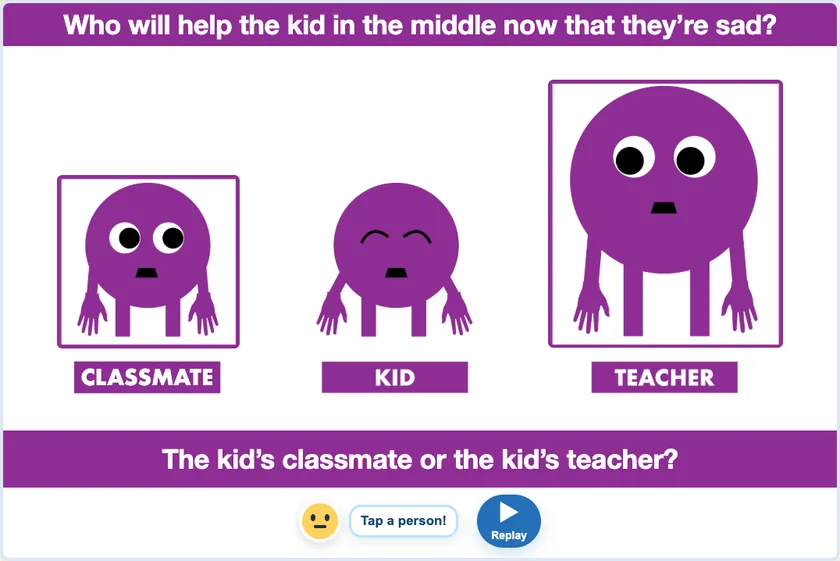 Who will help the kid in the middle now that they’re sad?
CLASSMATE
KID
TEACHER
The kid’s classmate or the kid’s teacher?
Tap a person!
Replay